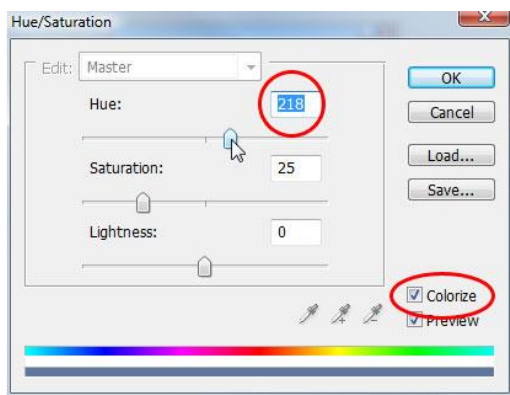 Hue/Saturation
Edit: Master
OK
Hue: 218
Cancel
Load...
Saturation: 25
Save...
Lightness: 0
Colorize
Preview